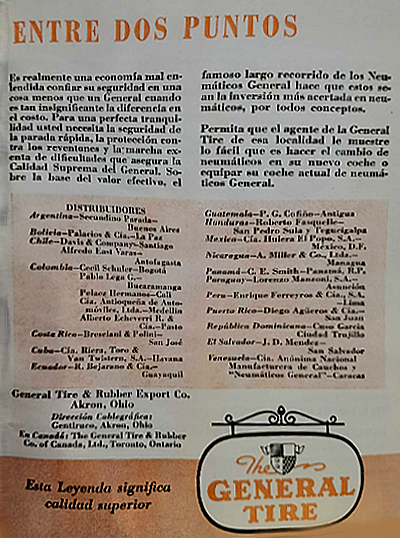 ENTRE DOS PUNTOS
Es realmente una economía mal en-
tendida confiar su seguridad en una
cosa menos que un General cuando
es tan insignificante la diferencia en
el costo. Para una perfecta tranqui-
lidad usted necesita la seguridad de
la parada rápida, la protección con-
tra los reventones y la marcha ex-
enta de dificultades que asegura la
Calidad Suprema del General. So-
bre la base del valor efectivo, el
famoso largo recorrido de los Neu-
máticos General hace que estos se-
an la inversión más acertada en neu-
máticos, por todos conceptos.
Permita que el agente de la General
Tire de esa localidad le muestre
lo fácil que es hacer el cambio de
neumáticos en su nuevo coche o
equipar su coche actual de neumá-
ticos General.
DISTRIBUIDORES
Argentina—Secundino Parada—
Buenos Aires
Bolivia—Palacios & Cía.—La Paz
Chile—Davis & Company—Santiago
Alfredo East Varas—
Antofagasta
Colombia—Cecil Schuler—Bogotá
Pablo Lega G.—
Bucaramanga
Pelaez Hermanos—Cali
Cía. Antioqueña de Auto-
móviles, Ltda.—Medellín
Alberto Echeverri R. &
Cía.—Pasto
Costa Rica—Bresciani & Polini—
San José
Cuba—Cía. Riera, Toro &
Van Twistern, S.A.—Havana
Ecuador—R. Bejarano & Cía.—
Guayaquil
Guatemala—P. G. Cofiño—Antigua
Honduras—Roberto Fasquelle—
San Pedro Sula y Tegucigalpa
Mexico—Cía. Hulera El Popo, S.A.—
México, D.F.
Nicaragua—A. Miller & Co., Ltda.—
Managua
Panamá—C. E. Smith—Panamá, R.P.
Paraguay—Lorenzo Manzoni, S.A.—
Asunción
Peru—Enrique Ferreyros & Cía., S.A.
—Lima
Puerto Rico—Diego Agüeros & Cía.—
San Juan
República Dominicana—Caso García
Ciudad Trujillo
El Salvador—J. D. Mendez—
San Salvador
Venezuela—Cía. Anónima Nacional
Manufacturera de Cauchos y
"Neumáticos General"—Caracas
General Tire & Rubber Export Co.
Akron, Ohio
Dirección Cablegráfica:
Gentiruco, Akron, Ohio
En Canadá: The General Tire & Rubber
Co. of Canada, Ltd., Toronto, Ontario
Esta Leyenda significa
calidad superior
The
GENERAL
TIRE